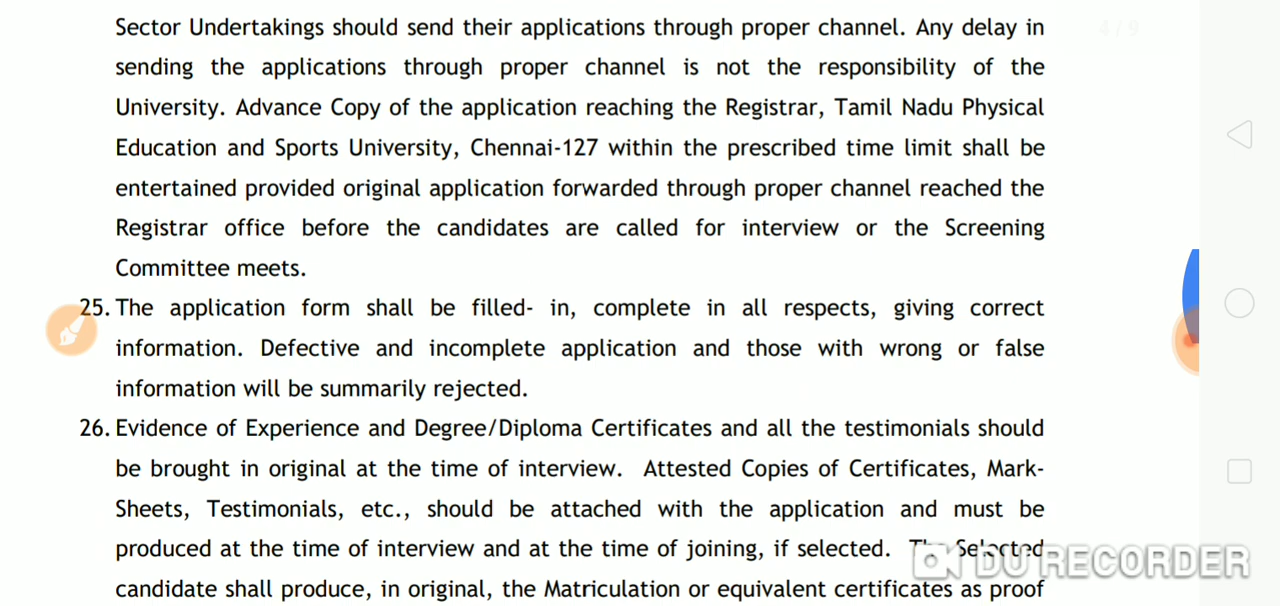 Sector Undertakings should send their applications through proper channel. Any delay in
4/9
sending the applications through proper channel is not the responsibility of the
University. Advance Copy of the application reaching the Registrar, Tamil Nadu Physical
Education and Sports University, Chennai-127 within the prescribed time limit shall be
entertained provided original application forwarded through proper channel reached the
Registrar office before the candidates are called for interview or the Screening
Committee meets.
25. The application form shall be filled- in, complete in all respects, giving correct
information. Defective and incomplete application and those with wrong or false
information will be summarily rejected.
26. Evidence of Experience and Degree/Diploma Certificates and all the testimonials should
be brought in original at the time of interview. Attested Copies of Certificates, Mark-
Sheets, Testimonials, etc., should be attached with the application and must be
produced at the time of interview and at the time of joining, if selected. The Selected
DU RECORDER
candidate shall produce, in original, the Matriculation or equivalent certificates as proof